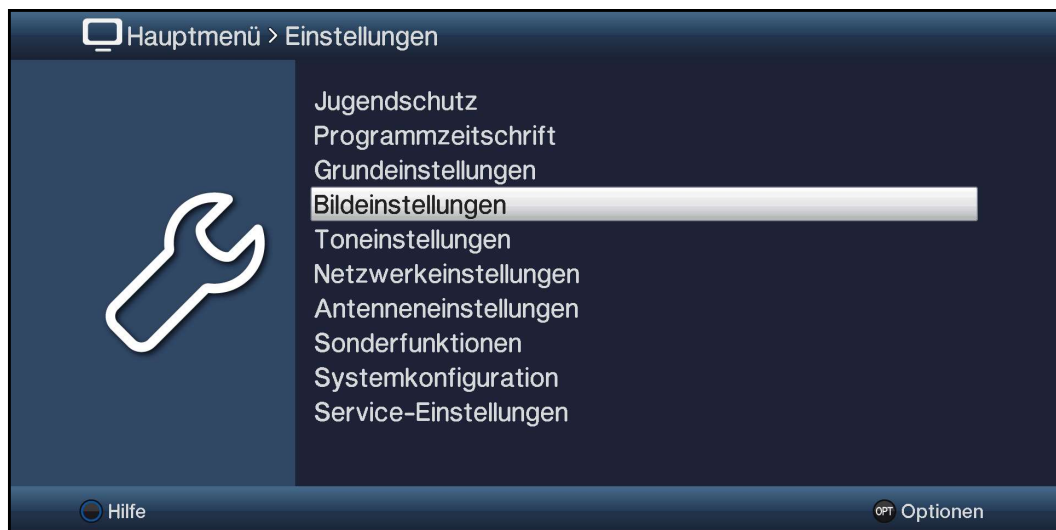 Hauptmenü > Einstellungen
Jugendschutz
Programmzeitschrift
Grundeinstellungen
Bildeinstellungen
Toneinstellungen
Netzwerkeinstellungen
Antenneneinstellungen
Sonderfunktionen
Systemkonfiguration
Service-Einstellungen
Hilfe
OPT Optionen